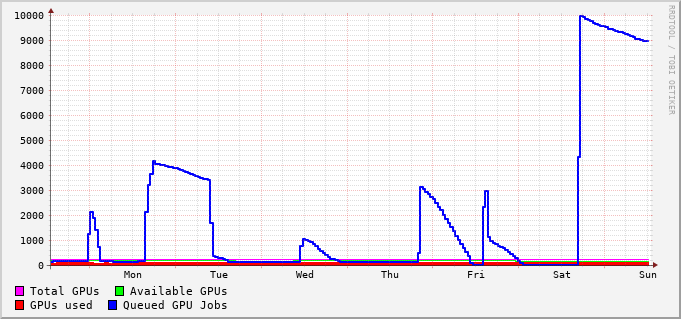 RRDTOOL / TOBI OETIKER
10000
9000
8000
7000
6000
5000
4000
3000
2000
1000
0
Mon Tue Wed Thu Fri Sat Sun
Total GPUs Available GPUs
GPUs used Queued GPU Jobs